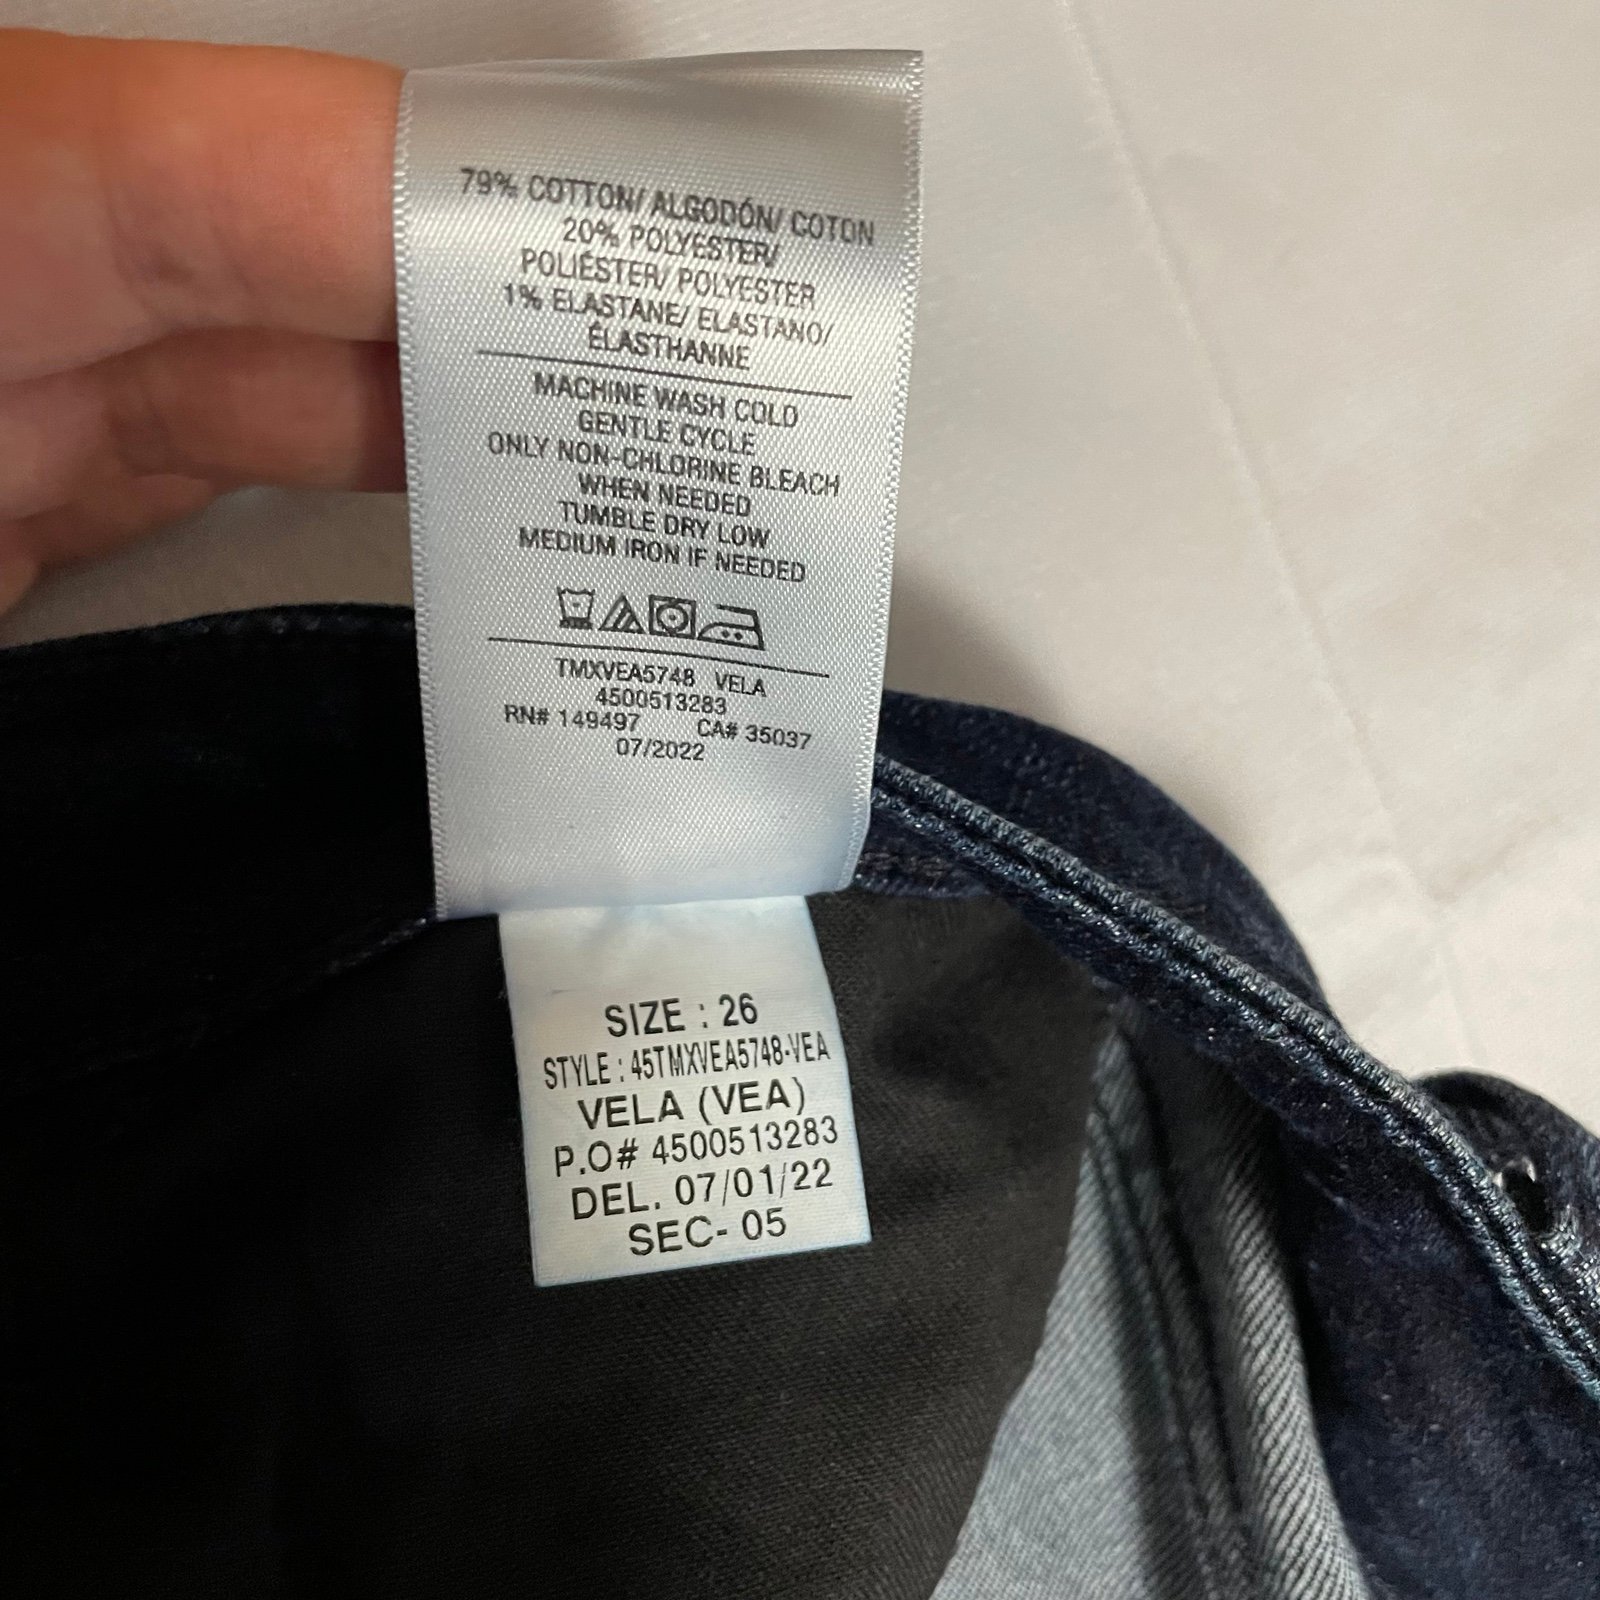 79% COTTON/ ALGODÓN/ COTON
20% POLYESTER/
POLIÉSTER/ POLYESTER
1% ELASTANE/ ELASTANO/
ÉLASTHANNE
MACHINE WASH COLD
GENTLE CYCLE
ONLY NON-CHLORINE BLEACH
WHEN NEEDED
TUMBLE DRY LOW
MEDIUM IRON IF NEEDED
TMXVEA5748 VELA
4500513283
RN# 149497 CA# 35037
07/2022
SIZE : 26
STYLE : 45TMXVEA5748-VEA
VELA (VEA)
P.O# 4500513283
DEL. 07/01/22
SEC- 05